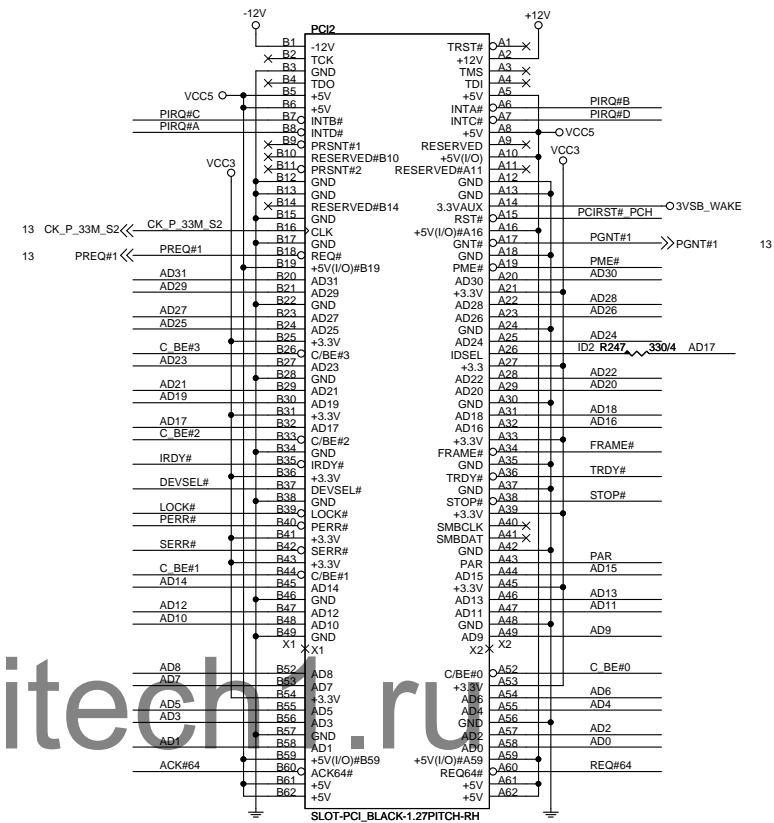 -12V +12V
PCI2
B1 -12V TRST# A1
B2 TCK +12V A2
B3 GND TMS A3
B4 TDO TDI A4
VCC5 B5 +5V +5V A5
B6 +5V INTA# A6 PIRQ#B
PIRQ#C B7 INTB# INTC# A7 PIRQ#D
PIRQ#A B8 INTD# +5V A8 VCC5
B9 PRSNT#1 RESERVED A9
B10 RESERVED#B10 +5V(I/O) A10 VCC3
VCC3 B11 PRSNT#2 RESERVED#A11 A11
B12 GND GND A12
B13 GND GND A13
B14 RESERVED#B14 3.3VAUX A14 3VSB_WAKE
B15 GND RST# A15 PCIRST#_PCH
13 CK_P_33M_S2 CK_P_33M_S2 B16 CLK +5V(I/O)#A16 A16
B17 GND GNT# A17 PGNT#1 PGNT#1 13
13 PREQ#1 PREQ#1 B18 REQ# GND A18
B19 +5V(I/O)#B19 PME# A19 PME#
AD31 B20 AD31 AD30 A20 AD30
AD29 B21 AD29 +3.3V A21
B22 GND AD28 A22 AD28
AD27 B23 AD27 AD26 A23 AD26
AD25 B24 AD25 GND A24
B25 +3.3V AD24 A25 AD24
C_BE#3 B26 C/BE#3 IDSEL A26 ID2 R247 330/4 AD17
AD23 B27 AD23 +3.3 A27
B28 GND AD22 A28 AD22
AD21 B29 AD21 AD20 A29 AD20
AD19 B30 AD19 GND A30
B31 +3.3V AD18 A31 AD18
AD17 B32 AD17 AD16 A32 AD16
C_BE#2 B33 C/BE#2 +3.3V A33
B34 GND FRAME# A34 FRAME#
IRDY# B35 IRDY# GND A35
B36 +3.3V TRDY# A36 TRDY#
DEVSEL# B37 DEVSEL# GND A37
B38 GND STOP# A38 STOP#
LOCK# B39 LOCK# +3.3V A39
PERR# B40 PERR# SMBCLK A40
B41 +3.3V SMBDAT A41
SERR# B42 SERR# GND A42
B43 +3.3V PAR A43 PAR
C_BE#1 B44 C/BE#1 AD15 A44 AD15
AD14 B45 AD14 +3.3V A45
B46 GND AD13 A46 AD13
AD12 B47 AD12 AD11 A47 AD11
AD10 B48 AD10 GND A48
B49 GND AD9 A49 AD9
X1 X1 X2 X2
AD8 B52 AD8 C/BE#0 A52 C_BE#0
AD7 B53 AD7 +3.3V A53
B54 +3.3V AD6 A54 AD6
AD5 B55 AD5 AD4 A55 AD4
AD3 B56 AD3 GND A56
B57 GND AD2 A57 AD2
AD1 B58 AD1 AD0 A58 AD0
B59 +5V(I/O)#B59 +5V(I/O)#A59 A59
ACK#64 B60 ACK64# REQ64# A60 REQ#64
B61 +5V +5V A61
B62 +5V +5V A62
SLOT-PCI_BLACK-1.27PITCH-RH
itech1.ru